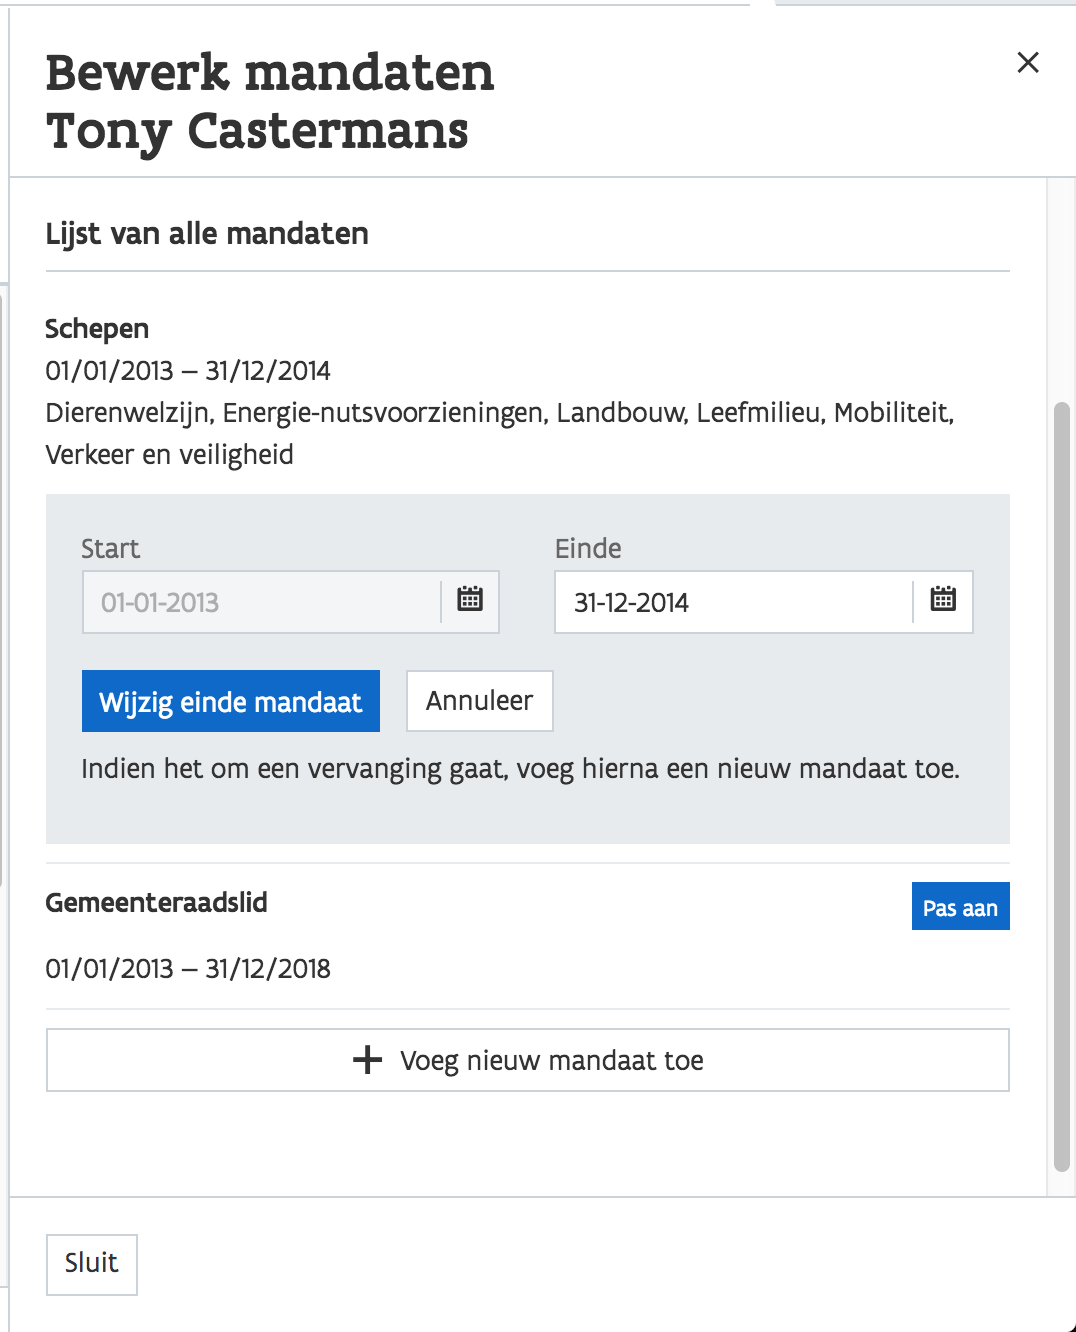 Bewerk mandaten
Tony Castermans
Lijst van alle mandaten
Schepen
01/01/2013 – 31/12/2014
Dierenwelzijn, Energie-nutsvoorzieningen, Landbouw, Leefmilieu, Mobiliteit,
Verkeer en veiligheid
Start Einde
01-01-2013 31-12-2014
Wijzig einde mandaat Annuleer
Indien het om een vervanging gaat, voeg hierna een nieuw mandaat toe.
Gemeenteraadslid Pas aan
01/01/2013 – 31/12/2018
Voeg nieuw mandaat toe
Sluit